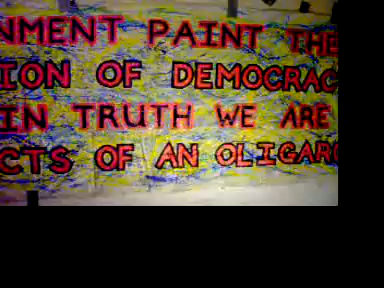 NMENT PAINT THE
ION OF DEMOCRAC
IN TRUTH WE ARE
CTS OF AN OLIGARC